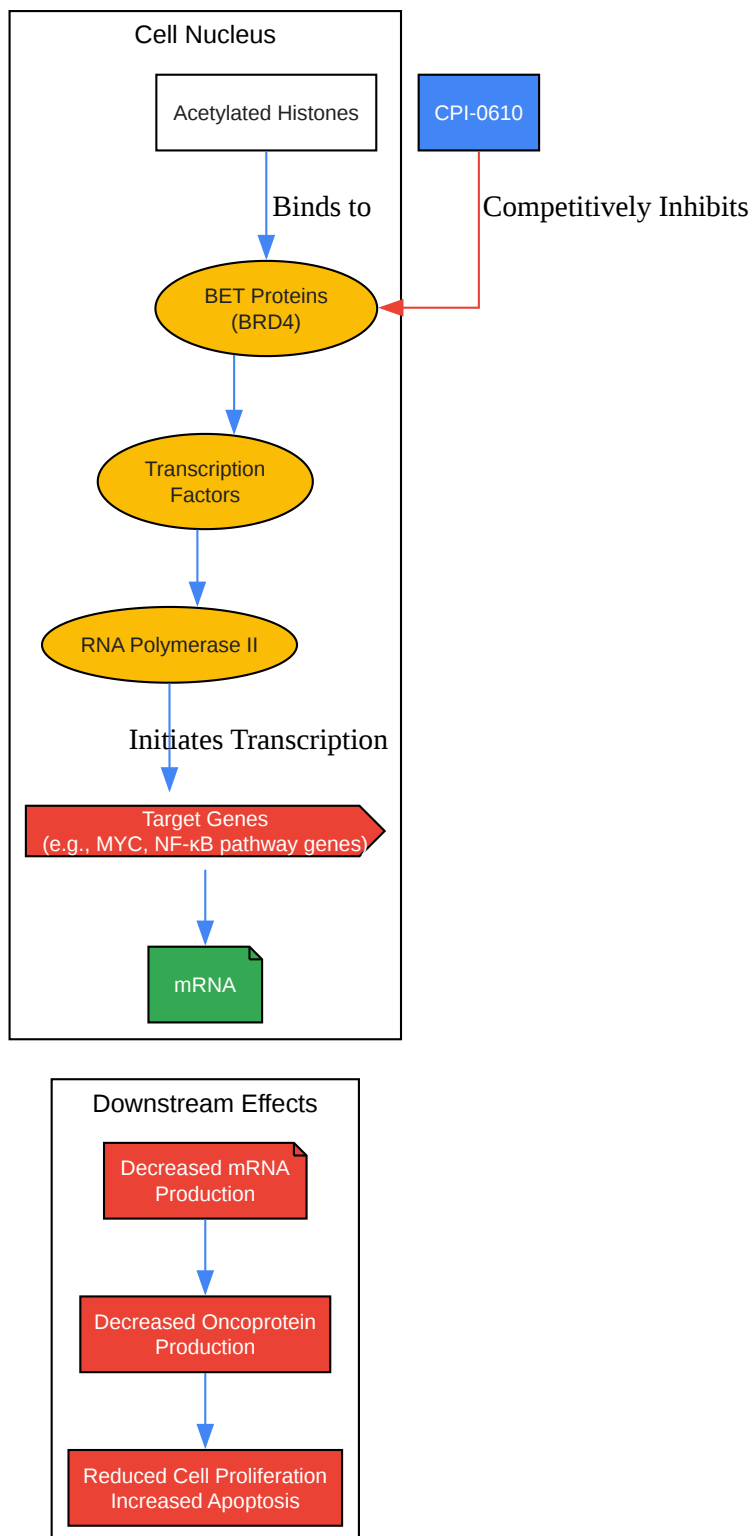 Cell Nucleus
Acetylated Histones
CPI-0610
Binds to
Competitively Inhibits
BET Proteins
(BRD4)
Transcription
Factors
RNA Polymerase II
Initiates Transcription
Target Genes
(e.g., MYC, NF-κB pathway genes)
mRNA
Downstream Effects
Decreased mRNA
Production
Decreased Oncoprotein
Production
Reduced Cell Proliferation
Increased Apoptosis